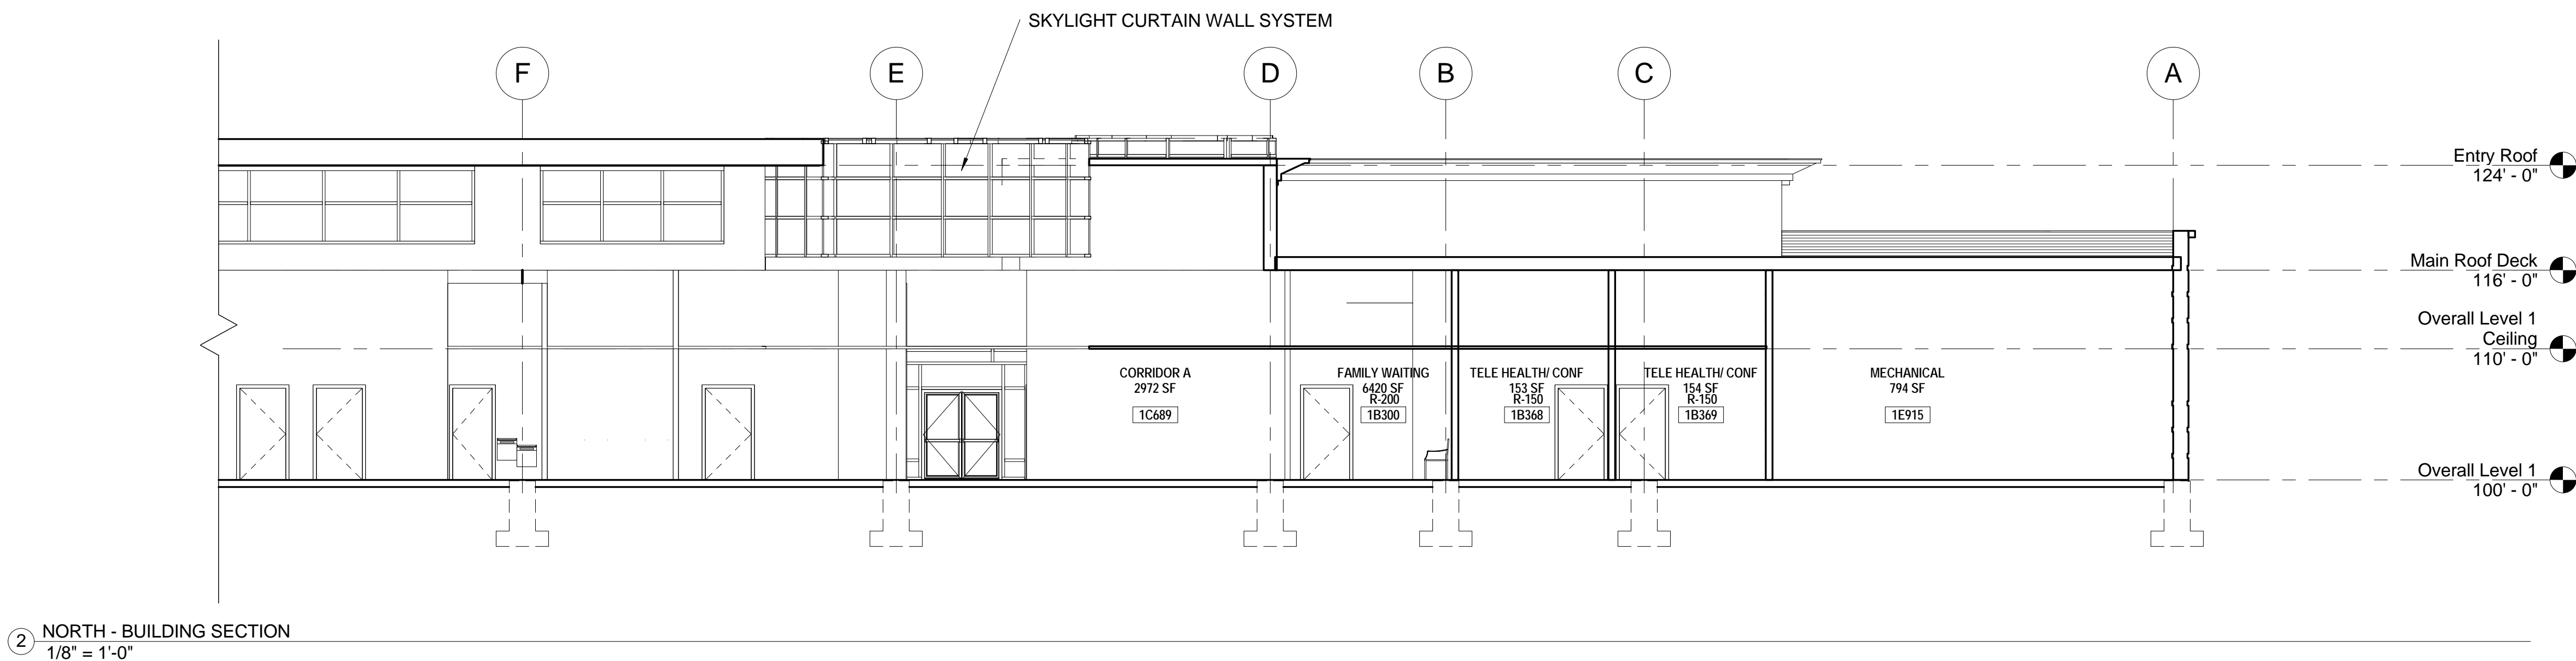 SKYLIGHT CURTAIN WALL SYSTEM
F
E
D
B
C
A
Entry Roof
124' - 0"
Main Roof Deck
116' - 0"
Overall Level 1
Ceiling
110' - 0"
CORRIDOR A
2972 SF
1C689
FAMILY WAITING
6420 SF
R-200
1B300
TELE HEALTH/ CONF
153 SF
R-150
1B368
TELE HEALTH/ CONF
154 SF
R-150
1B369
MECHANICAL
794 SF
1E915
Overall Level 1
100' - 0"
2
NORTH - BUILDING SECTION
1/8" = 1'-0"